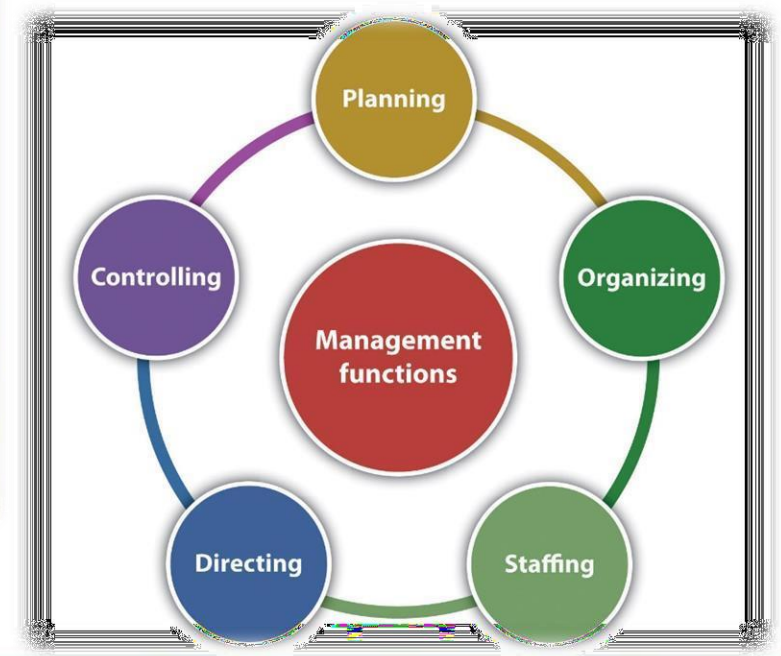 Planning
Organizing
Staffing
Directing
Controlling
Management
functions